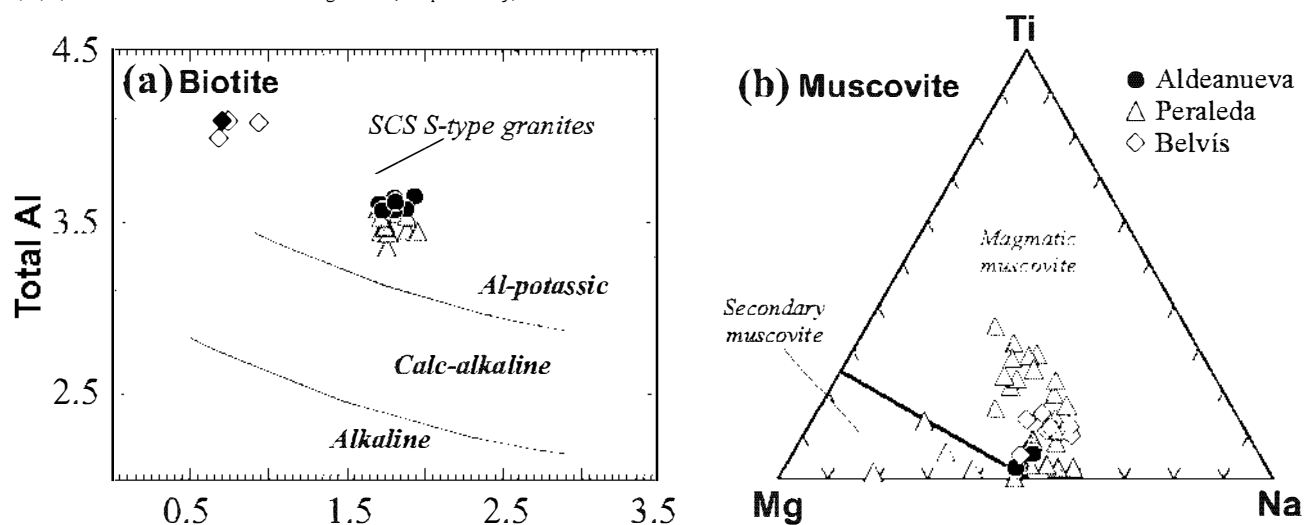 4.5
3.5
2.5
Total Al
(a) Biotite
SCS S-type granites
Al-potassic
Calc-alkaline
Alkaline
0.5 1.5 2.5 3.5
(b) Muscovite
Ti
Aldeanueva
Peraleda
Belvís
Magmatic
muscovite
Secondary
muscovite
Mg
Na